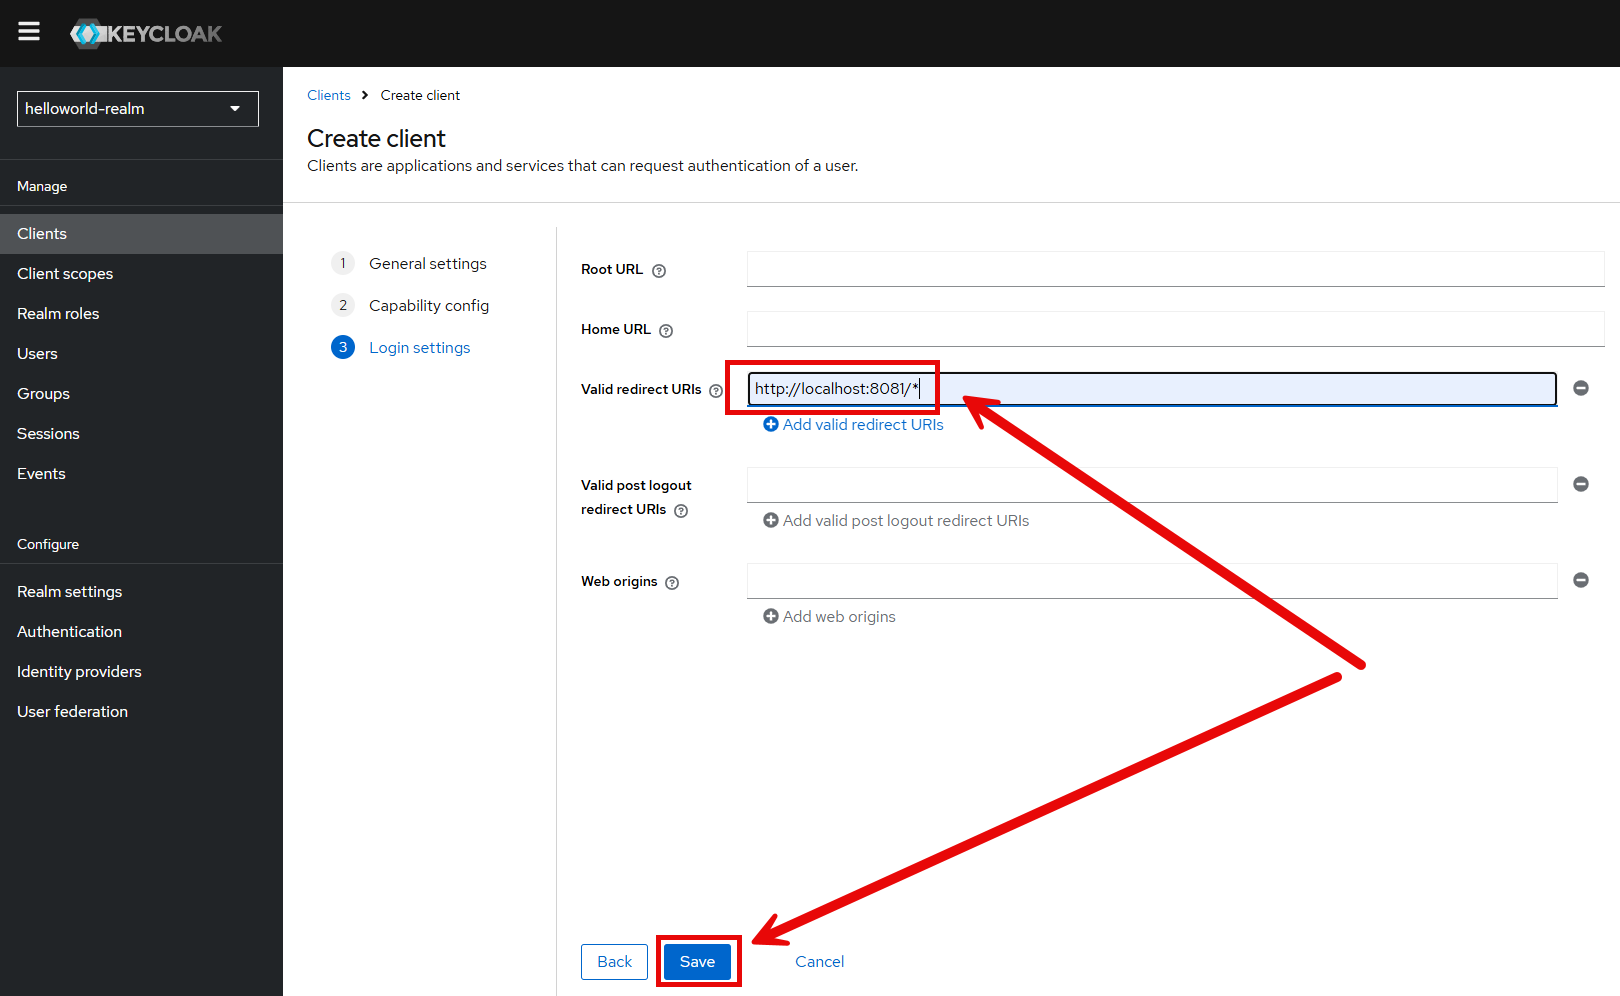 KEYCLOAK
helloworld-realm
Manage
Clients
Client scopes
Realm roles
Users
Groups
Sessions
Events
Configure
Realm settings
Authentication
Identity providers
User federation
Clients > Create client
Create client
Clients are applications and services that can request authentication of a user.
1 General settings
2 Capability config
3 Login settings
Root URL ?
Home URL ?
Valid redirect URIs ? http://localhost:8081/*
Add valid redirect URIs
Valid post logout
redirect URIs ?
Add valid post logout redirect URIs
Web origins ?
Add web origins
Back Save Cancel